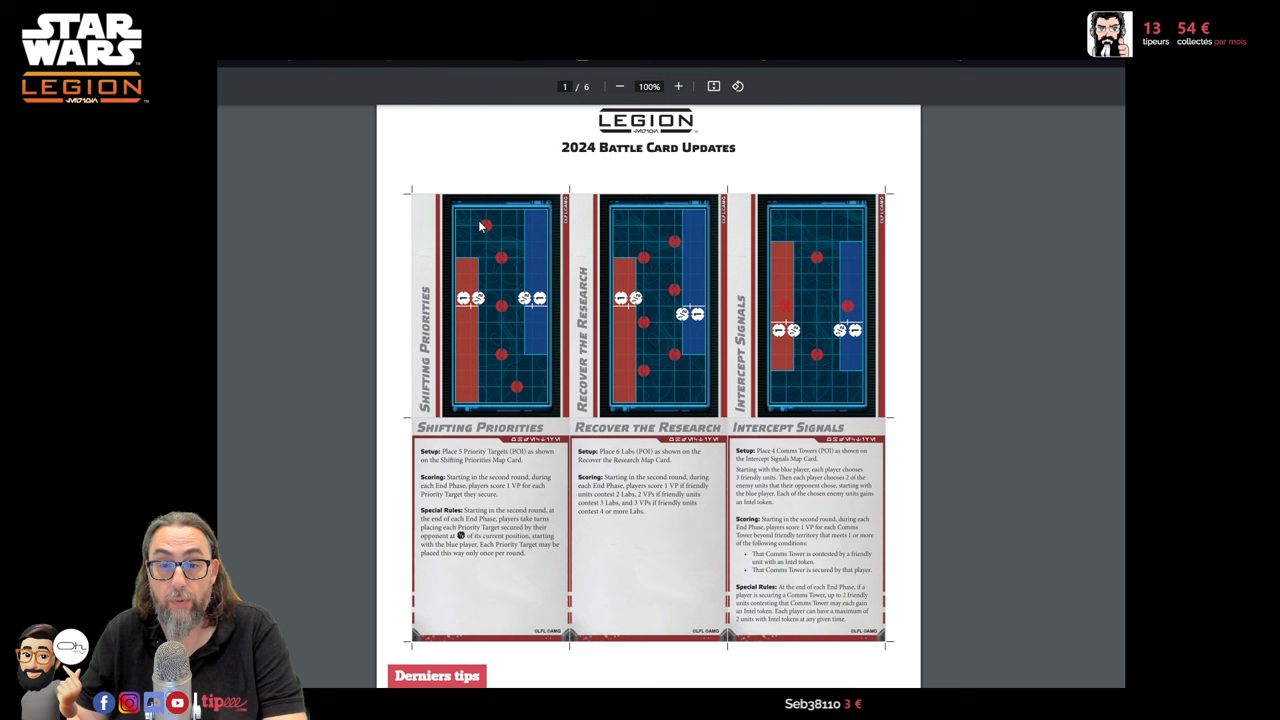 STAR WARS
LEGION
13 54 €
tipeurs collectés par mois
1 / 6
100%
LEGION
2024 Battle Card Updates
Shifting Priorities
Recover the Research
Intercept Signals
Shifting Priorities
Setup: Place 5 Priority Targets (POI) as shown
on the Shifting Priorities Map Card.
Scoring: Starting in the second round, during
each End Phase, players score 1 VP for each
Priority Target they secure.
Special Rules: Starting in the second round, at
the end of each End Phase, players take turns
placing each Priority Target secured by their
opponent at of its current position, starting
with the blue player. Each Priority Target may be
placed this way only once per round.
©LFL ©AMG
Recover the Research
Setup: Place 6 Labs (POI) as shown on the
Recover the Research Map Card.
Scoring: Starting in the second round, during
each End Phase, players score 1 VP if friendly
units contest 2 Labs, 2 VPs if friendly units
contest 3 Labs, and 3 VPs if friendly units
contest 4 or more Labs.
©LFL ©AMG
Intercept Signals
Setup: Place 4 Comms Towers (POI) as shown on
the Intercept Signals Map Card.
Starting with the blue player, each player chooses
3 friendly units. Then each player chooses 2 of the
enemy units that their opponent chose, starting with
the blue player. Each of the chosen enemy units gains
an Intel token.
Scoring: Starting in the second round, during each
End Phase, players score 1 VP for each Comms
Tower beyond friendly territory that meets 1 or more
of the following conditions:
• That Comms Tower is contested by a friendly
unit with an Intel token.
• That Comms Tower is secured by that player.
Special Rules: At the end of each End Phase, if a
player is securing a Comms Tower, up to 2 friendly
units contesting that Comms Tower may each gain
an Intel token. Each player can have a maximum of
2 units with Intel tokens at any given time.
©LFL ©AMG
Derniers tips
tipeee
Seb38110 3 €